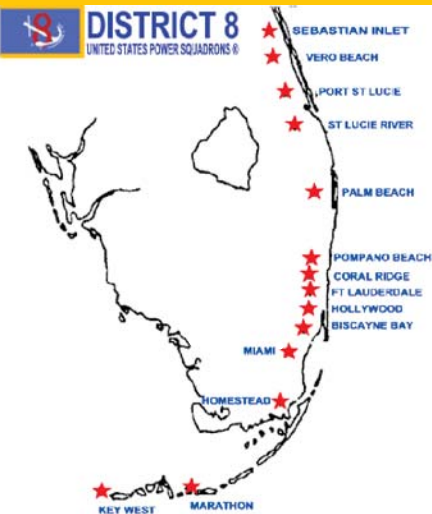 8
DISTRICT 8
UNITED STATES POWER SQUADRONS ®
SEBASTIAN INLET
VERO BEACH
PORT ST LUCIE
ST LUCIE RIVER
PALM BEACH
POMPANO BEACH
CORAL RIDGE
FT LAUDERDALE
HOLLYWOOD
BISCAYNE BAY
MIAMI
HOMESTEAD
KEY WEST
MARATHON